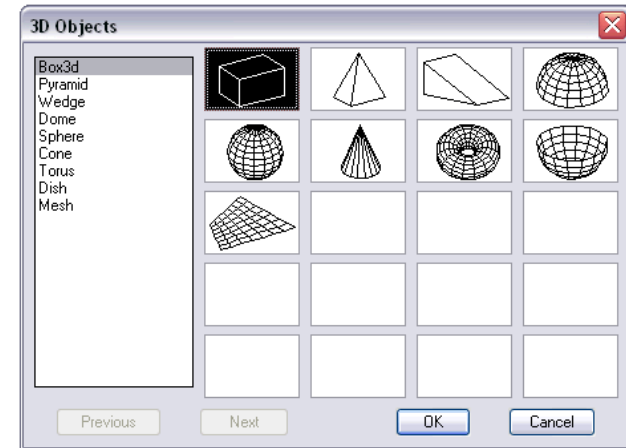 3D Objects
Box3d
Pyramid
Wedge
Dome
Sphere
Cone
Torus
Dish
Mesh
Previous
Next
OK
Cancel